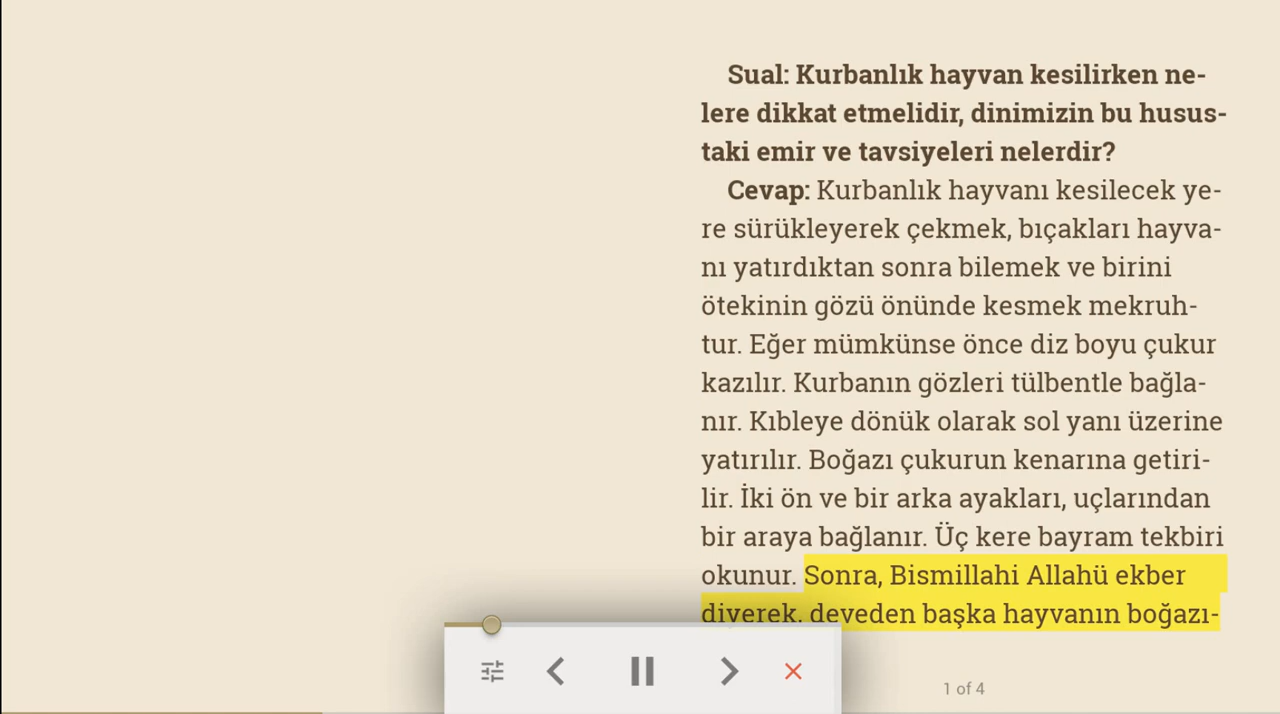 Sual: Kurbanlık hayvan kesilirken ne-
lere dikkat etmelidir, dinimizin bu husus-
taki emir ve tavsiyeleri nelerdir?
Cevap: Kurbanlık hayvanı kesilecek ye-
re sürükleyerek çekmek, bıçakları hayva-
nı yatırdıktan sonra bilemek ve birini
ötekinin gözü önünde kesmek mekruh-
tur. Eğer mümkünse önce diz boyu çukur
kazılır. Kurbanın gözleri tülbentle bağla-
nır. Kıbleye dönük olarak sol yanı üzerine
yatırılır. Boğazı çukurun kenarına getiri-
lir. İki ön ve bir arka ayakları, uçlarından
bir araya bağlanır. Üç kere bayram tekbiri
okunur. Sonra, Bismillahi Allahü ekber
diyerek, deveden başka hayvanın boğazı-
1 of 4